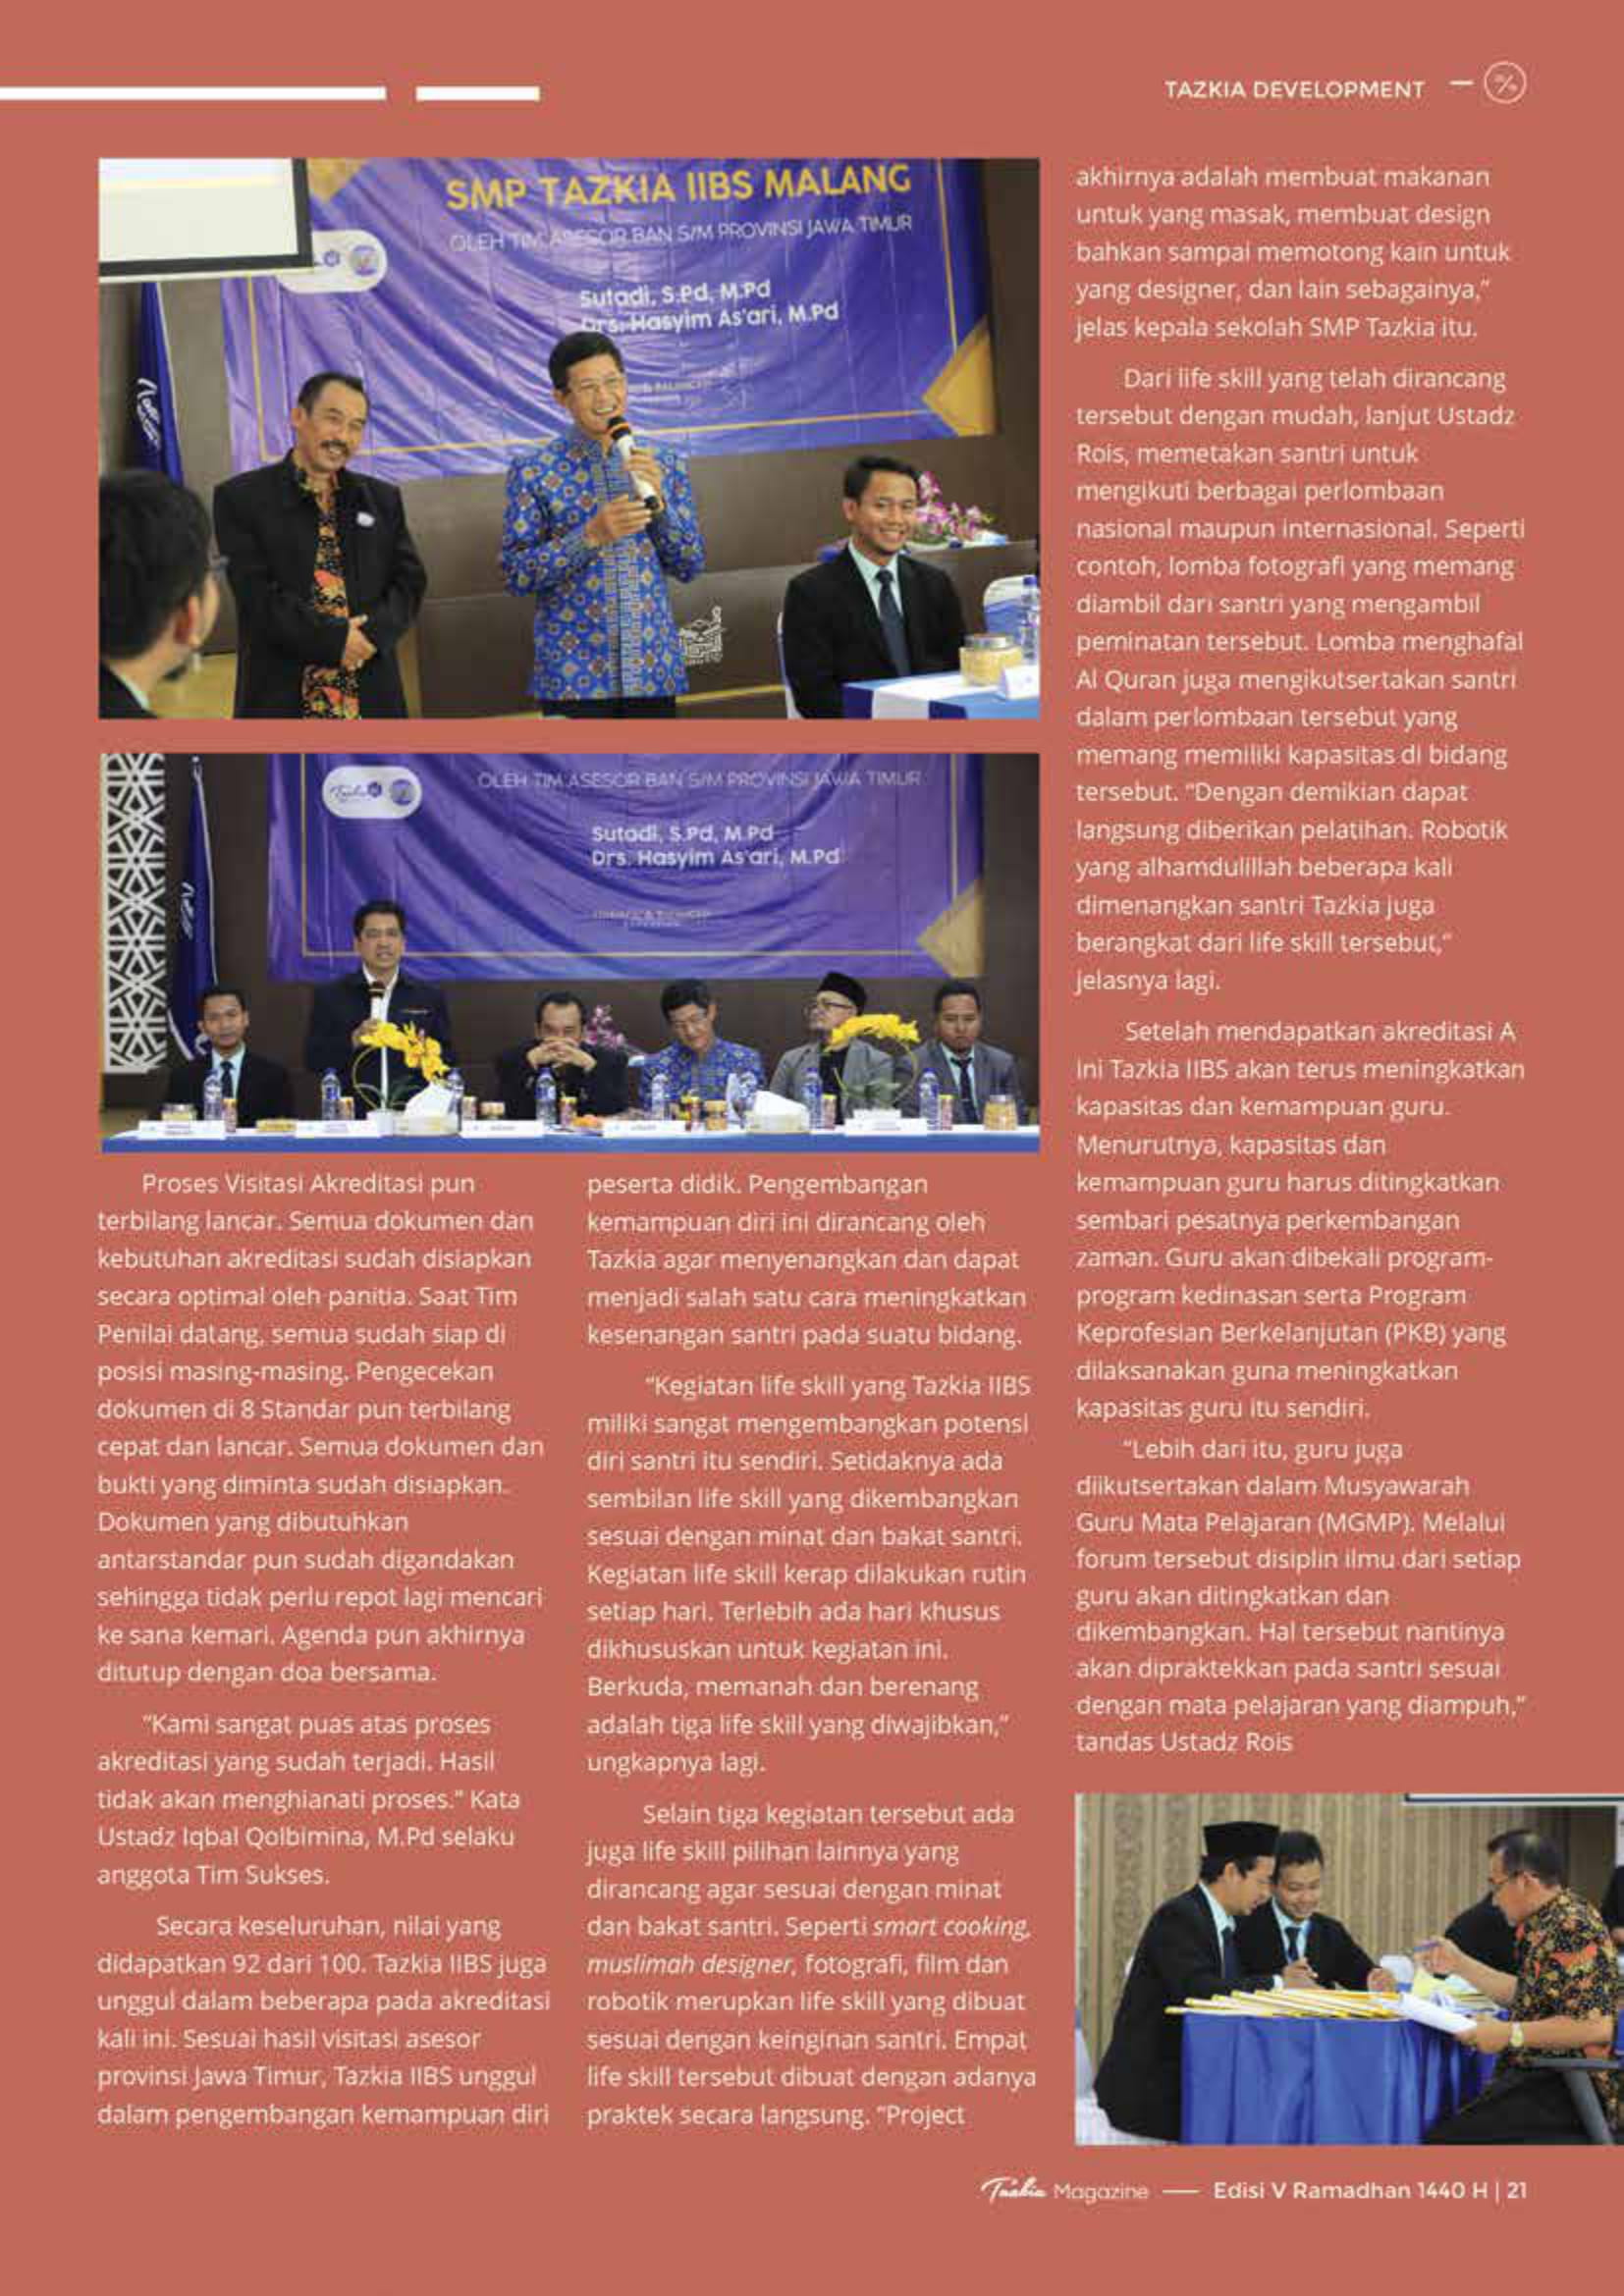 TAZKIA DEVELOPMENT
SMP TAZKIA IIBS MALANG
OLEH TIM ASESOR BAN S/M PROVINSI JAWA TIMUR
Sutadi, S.Pd, M.Pd
Drs. Hasyim As'ari, M.Pd
OLEH TIM ASESOR BAN S/M PROVINSI JAWA TIMUR
Sutadi, S.Pd, M.Pd
Drs. Hasyim As'ari, M.Pd
Proses Visitasi Akreditasi pun
terbilang lancar. Semua dokumen dan
kebutuhan akreditasi sudah disiapkan
secara optimal oleh panitia. Saat Tim
Penilai datang, semua sudah siap di
posisi masing-masing. Pengecekan
dokumen di 8 Standar pun terbilang
cepat dan lancar. Semua dokumen dan
bukti yang diminta sudah disiapkan.
Dokumen yang dibutuhkan
antarstandar pun sudah digandakan
sehingga tidak perlu repot lagi mencari
ke sana kemari. Agenda pun akhirnya
ditutup dengan doa bersama.
"Kami sangat puas atas proses
akreditasi yang sudah terjadi. Hasil
tidak akan menghianati proses." Kata
Ustadz Iqbal Qolbimina, M.Pd selaku
anggota Tim Sukses.
Secara keseluruhan, nilai yang
didapatkan 92 dari 100. Tazkia IIBS juga
unggul dalam beberapa pada akreditasi
kali ini. Sesuai hasil visitasi asesor
provinsi Jawa Timur, Tazkia IIBS unggul
dalam pengembangan kemampuan diri
peserta didik. Pengembangan
kemampuan diri ini dirancang oleh
Tazkia agar menyenangkan dan dapat
menjadi salah satu cara meningkatkan
kesenangan santri pada suatu bidang.
"Kegiatan life skill yang Tazkia IIBS
miliki sangat mengembangkan potensi
diri santri itu sendiri. Setidaknya ada
sembilan life skill yang dikembangkan
sesuai dengan minat dan bakat santri.
Kegiatan life skill kerap dilakukan rutin
setiap hari. Terlebih ada hari khusus
dikhususkan untuk kegiatan ini.
Berkuda, memanah dan berenang
adalah tiga life skill yang diwajibkan,"
ungkapnya lagi.
Selain tiga kegiatan tersebut ada
juga life skill pilihan lainnya yang
dirancang agar sesuai dengan minat
dan bakat santri. Seperti smart cooking,
muslimah designer, fotografi, film dan
robotik merupkan life skill yang dibuat
sesuai dengan keinginan santri. Empat
life skill tersebut dibuat dengan adanya
praktek secara langsung. "Project
akhirnya adalah membuat makanan
untuk yang masak, membuat design
bahkan sampai memotong kain untuk
yang designer, dan lain sebagainya,"
jelas kepala sekolah SMP Tazkia itu.
Dari life skill yang telah dirancang
tersebut dengan mudah, lanjut Ustadz
Rois, memetakan santri untuk
mengikuti berbagai perlombaan
nasional maupun internasional. Seperti
contoh, lomba fotografi yang memang
diambil dari santri yang mengambil
peminatan tersebut. Lomba menghafal
Al Quran juga mengikutsertakan santri
dalam perlombaan tersebut yang
memang memiliki kapasitas di bidang
tersebut. "Dengan demikian dapat
langsung diberikan pelatihan. Robotik
yang alhamdulillah beberapa kali
dimenangkan santri Tazkia juga
berangkat dari life skill tersebut,"
jelasnya lagi.
Setelah mendapatkan akreditasi A
ini Tazkia IIBS akan terus meningkatkan
kapasitas dan kemampuan guru.
Menurutnya, kapasitas dan
kemampuan guru harus ditingkatkan
sembari pesatnya perkembangan
zaman. Guru akan dibekali program-
program kedinasan serta Program
Keprofesian Berkelanjutan (PKB) yang
dilaksanakan guna meningkatkan
kapasitas guru itu sendiri.
"Lebih dari itu, guru juga
diikutsertakan dalam Musyawarah
Guru Mata Pelajaran (MGMP). Melalui
forum tersebut disiplin ilmu dari setiap
guru akan ditingkatkan dan
dikembangkan. Hal tersebut nantinya
akan dipraktekkan pada santri sesuai
dengan mata pelajaran yang diampuh,"
tandas Ustadz Rois
Tazkia Magazine — Edisi V Ramadhan 1440 H | 21